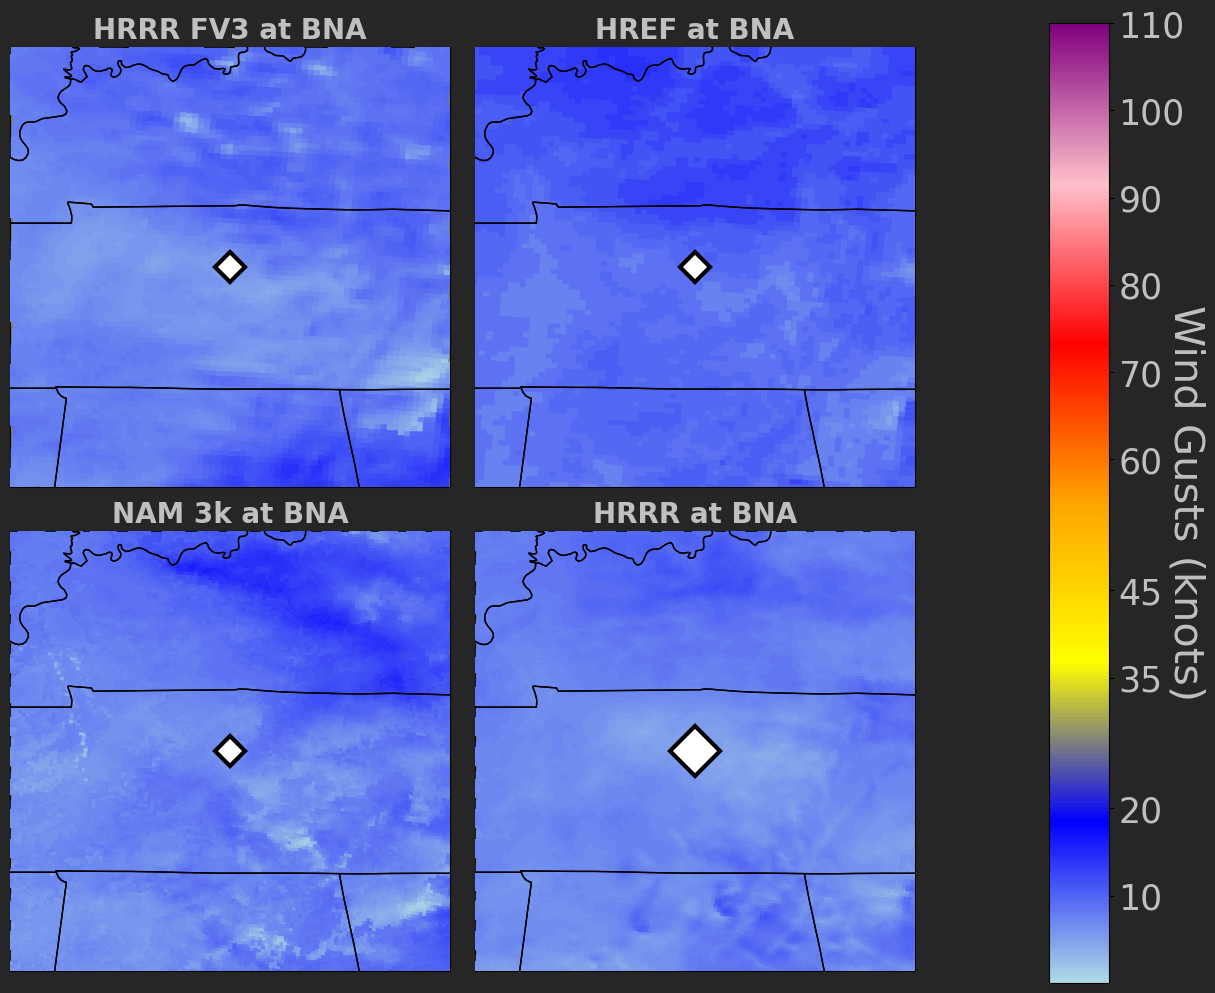 HRRR FV3 at BNA
HREF at BNA
NAM 3k at BNA
HRRR at BNA
110
100
90
80
70
60
45
35
20
10
Wind Gusts (knots)